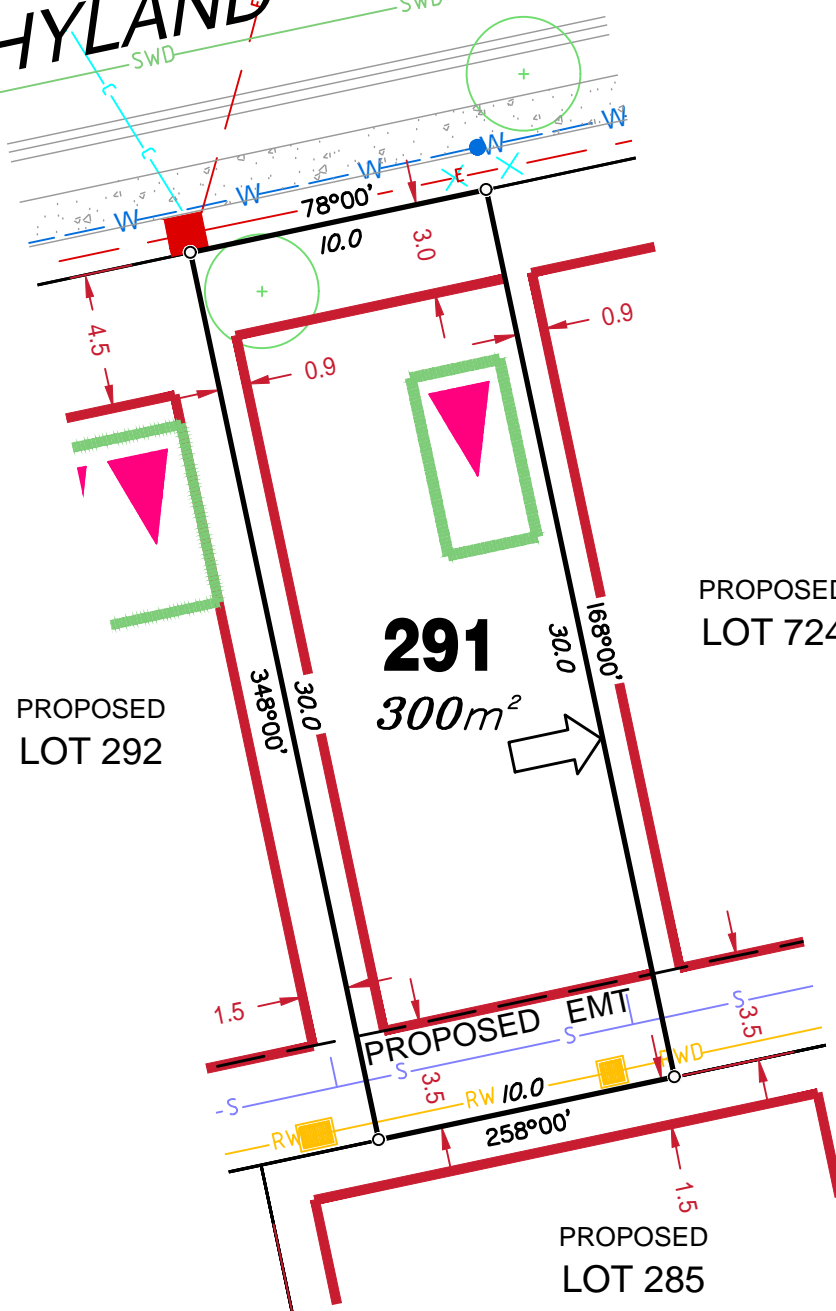 HYLAND
SWD
SWD
E
C
C
W
W
W
W
W
E
78°00'
10.0
3.0
4.5
0.9
0.9
291
300m²
30.0
168°00'
348°00'
30.0
PROPOSED
LOT 724
PROPOSED
LOT 292
1.5
PROPOSED EMT
S
S
S
S
3.5
3.5
RW
RW
RWD
10.0
258°00'
1.5
PROPOSED
LOT 285